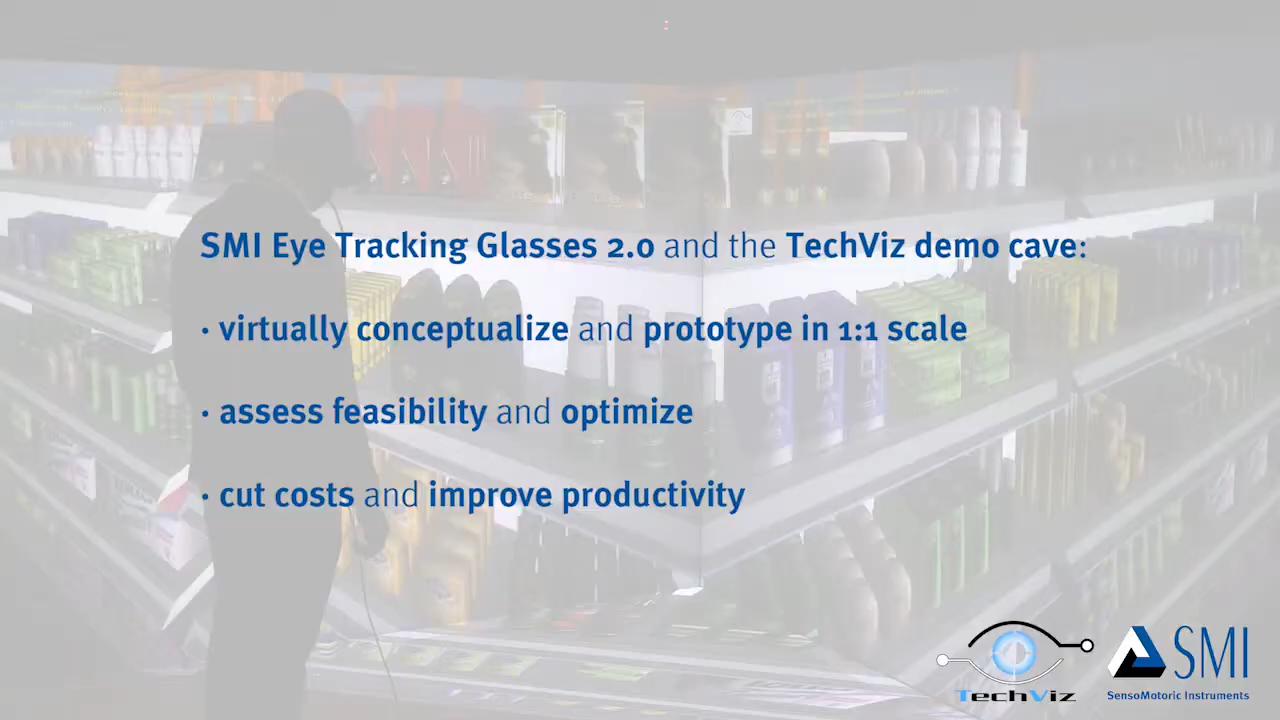 SMI Eye Tracking Glasses 2.0 and the TechViz demo cave:
· virtually conceptualize and prototype in 1:1 scale
· assess feasibility and optimize
· cut costs and improve productivity
TechViz
SMI
SensoMotoric Instruments